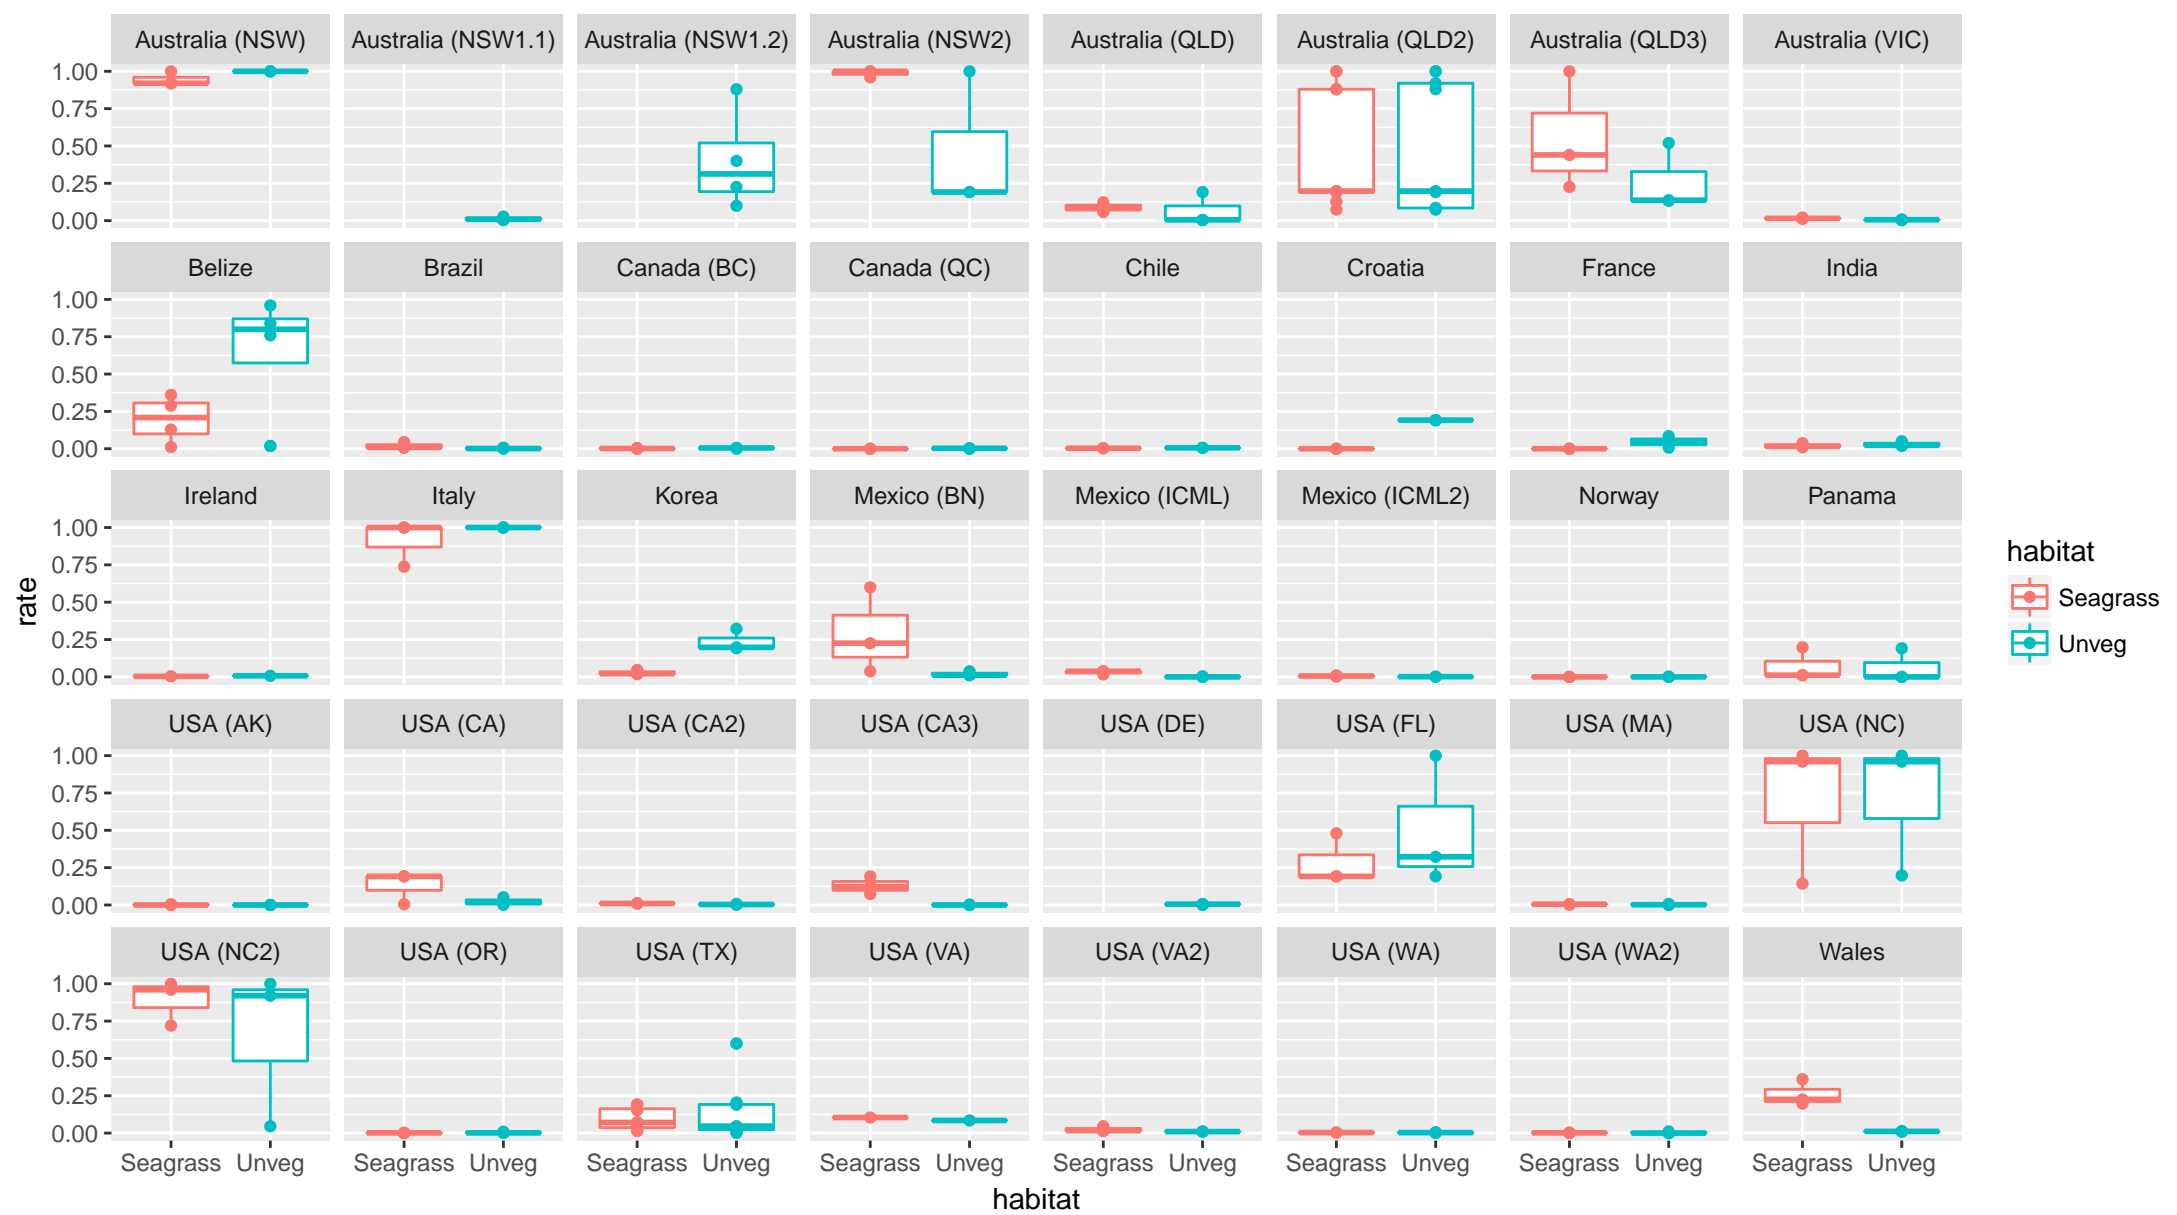 Australia (NSW) Australia (NSW1.1) Australia (NSW1.2) Australia (NSW2) Australia (QLD) Australia (QLD2) Australia (QLD3) Australia (VIC)
1.00
0.75
0.50
0.25
0.00
Belize Brazil Canada (BC) Canada (QC) Chile Croatia France India
1.00
0.75
0.50
0.25
0.00
Ireland Italy Korea Mexico (BN) Mexico (ICML) Mexico (ICML2) Norway Panama
1.00
0.75
0.50
0.25
0.00
rate
habitat
Seagrass
Unveg
USA (AK) USA (CA) USA (CA2) USA (CA3) USA (DE) USA (FL) USA (MA) USA (NC)
1.00
0.75
0.50
0.25
0.00
USA (NC2) USA (OR) USA (TX) USA (VA) USA (VA2) USA (WA) USA (WA2) Wales
1.00
0.75
0.50
0.25
0.00
Seagrass Unveg Seagrass Unveg Seagrass Unveg Seagrass Unveg Seagrass Unveg Seagrass Unveg Seagrass Unveg Seagrass Unveg
habitat